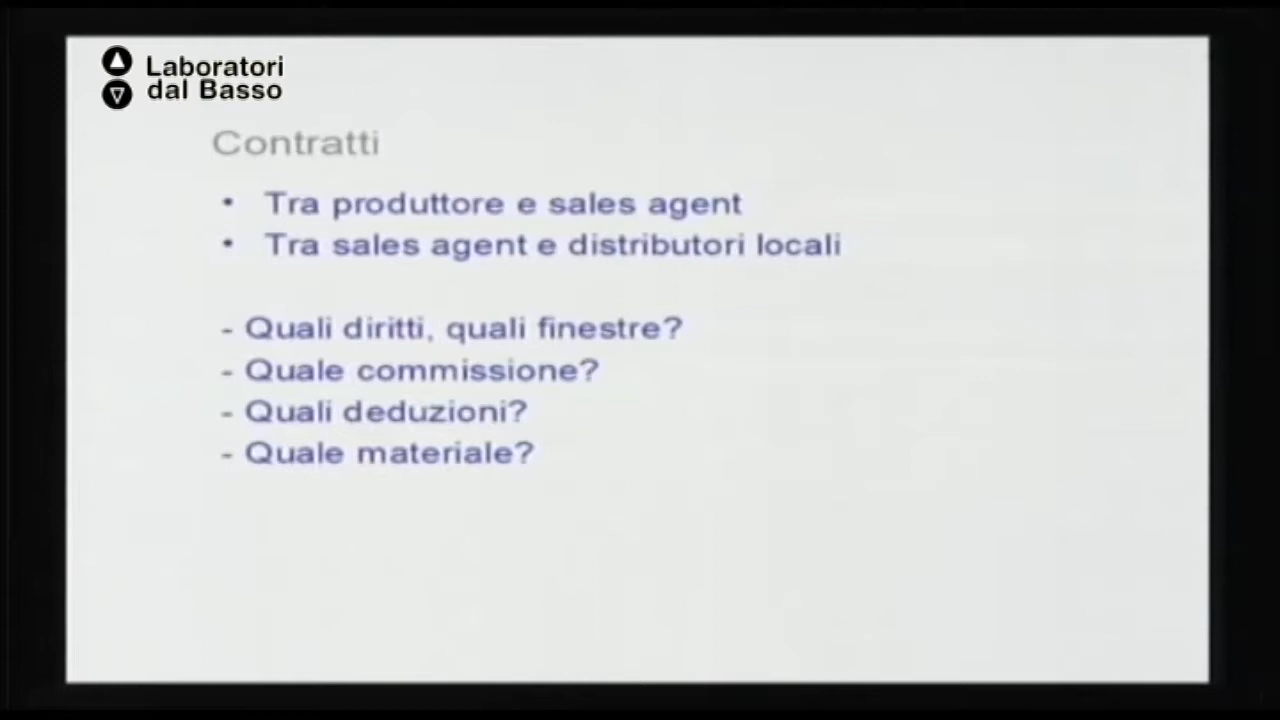 Laboratori
dal Basso
Contratti
• Tra produttore e sales agent
• Tra sales agent e distributori locali
- Quali diritti, quali finestre?
- Quale commissione?
- Quali deduzioni?
- Quale materiale?